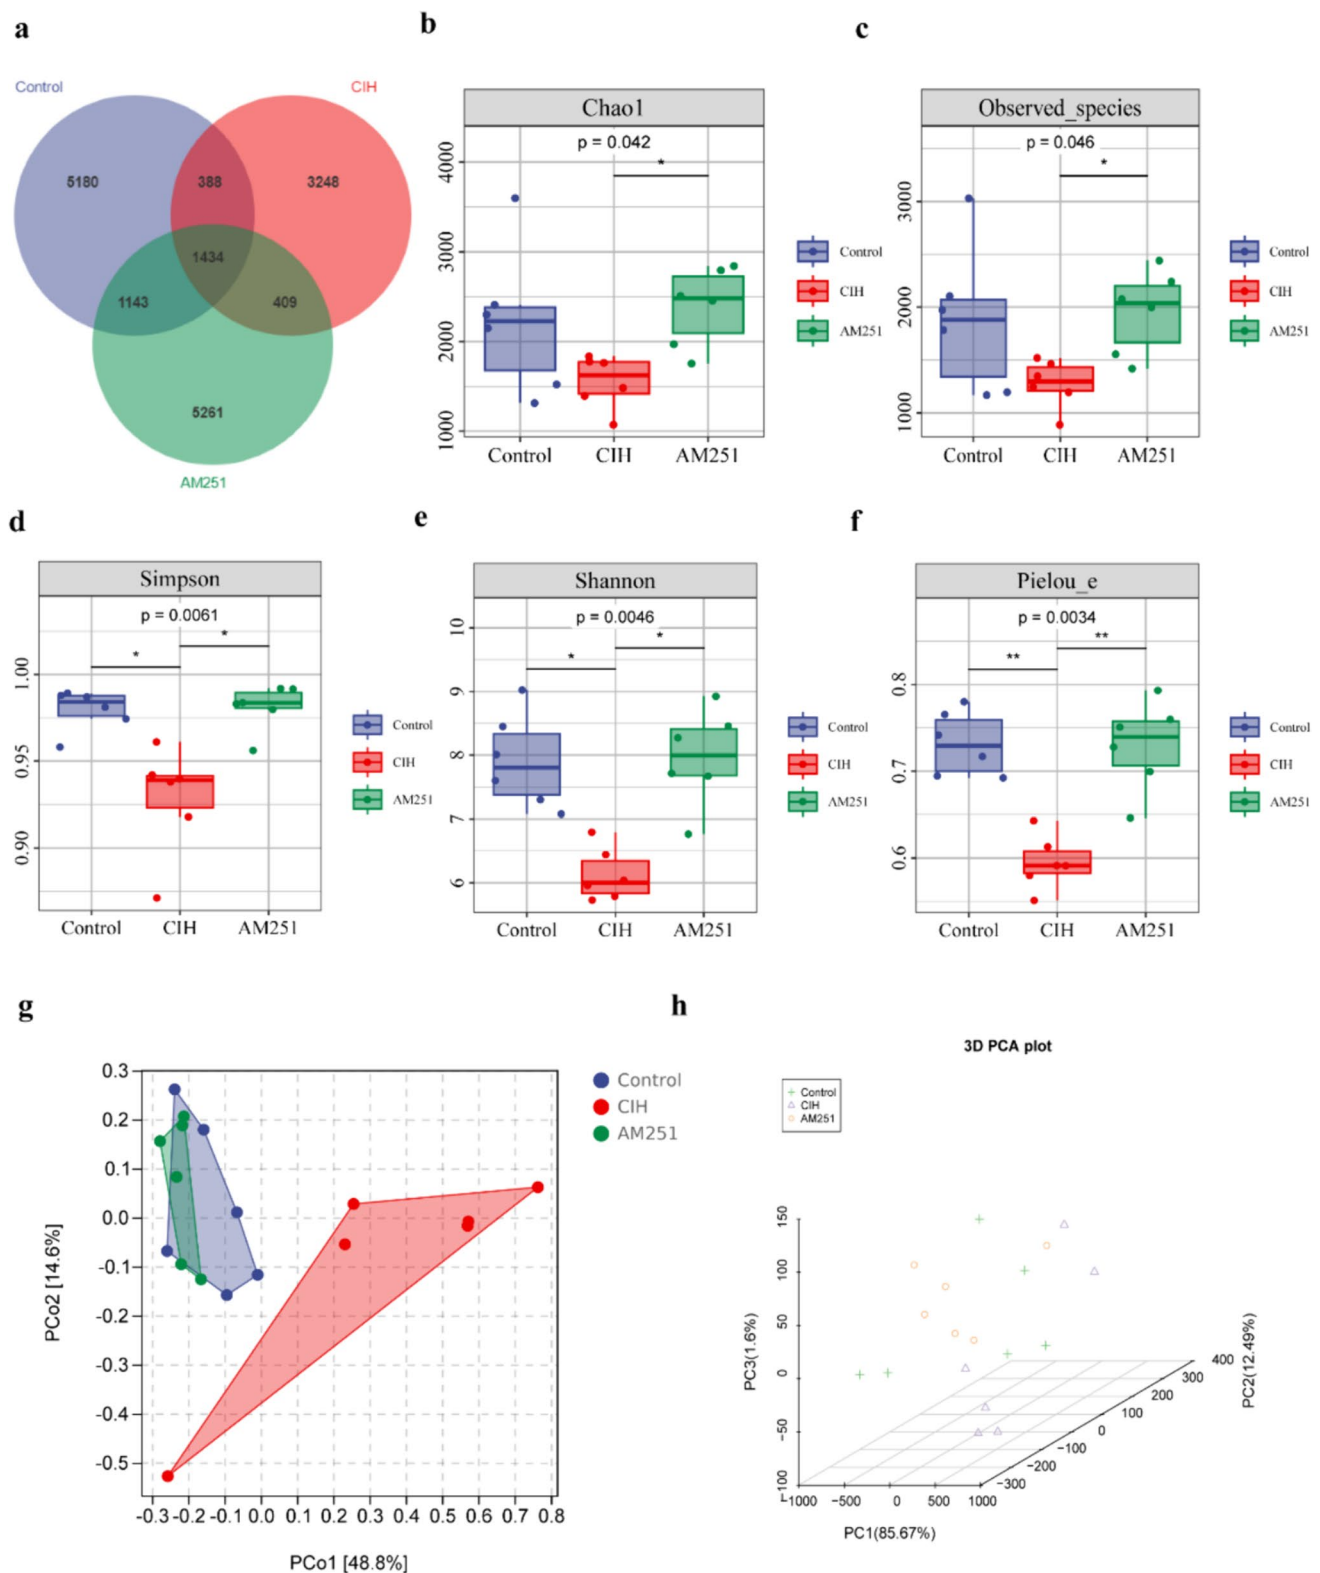 a
Control
CIH
5180
388
3248
1434
1143
409
5261
AM251
b
Chao1
p = 0.042
*
4000
3000
2000
1000
Control
CIH
AM251
Control
CIH
AM251
c
Observed_species
p = 0.046
*
3000
2000
1000
Control
CIH
AM251
Control
CIH
AM251
d
Simpson
p = 0.0061
*
*
1.00
0.95
0.90
Control
CIH
AM251
Control
CIH
AM251
e
Shannon
p = 0.0046
*
*
10
9
8
7
6
Control
CIH
AM251
Control
CIH
AM251
f
Pielou_e
p = 0.0034
**
**
0.8
0.7
0.6
Control
CIH
AM251
Control
CIH
AM251
g
0.3
0.2
0.1
0.0
-0.1
-0.2
-0.3
-0.4
-0.5
PCo2 [14.6%]
-0.3 -0.2 -0.1 0.0 0.1 0.2 0.3 0.4 0.5 0.6 0.7 0.8
PCo1 [48.8%]
Control
CIH
AM251
h
3D PCA plot
Control
CIH
AM251
150
100
50
0
−50
−100
PC3(1.6%)
−1000 −500 0 500 1000
PC1(85.67%)
400
300
200
100
0
−100
−200
−300
PC2(12.49%)